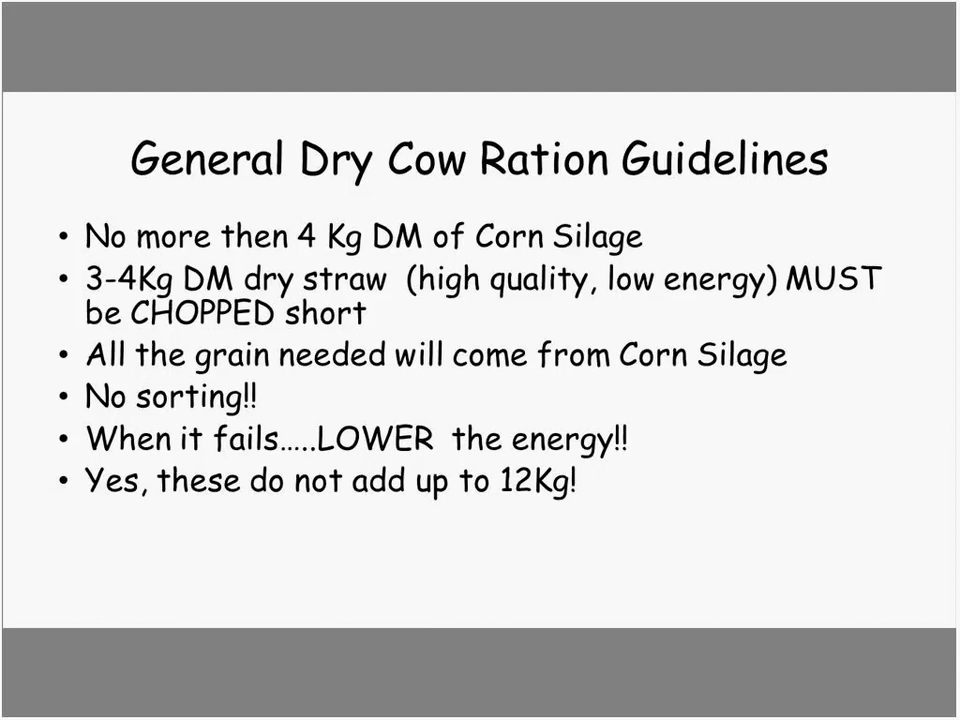 General Dry Cow Ration Guidelines
• No more then 4 Kg DM of Corn Silage
• 3-4Kg DM dry straw (high quality, low energy) MUST
be CHOPPED short
• All the grain needed will come from Corn Silage
• No sorting!!
• When it fails.....LOWER the energy!!
• Yes, these do not add up to 12Kg!